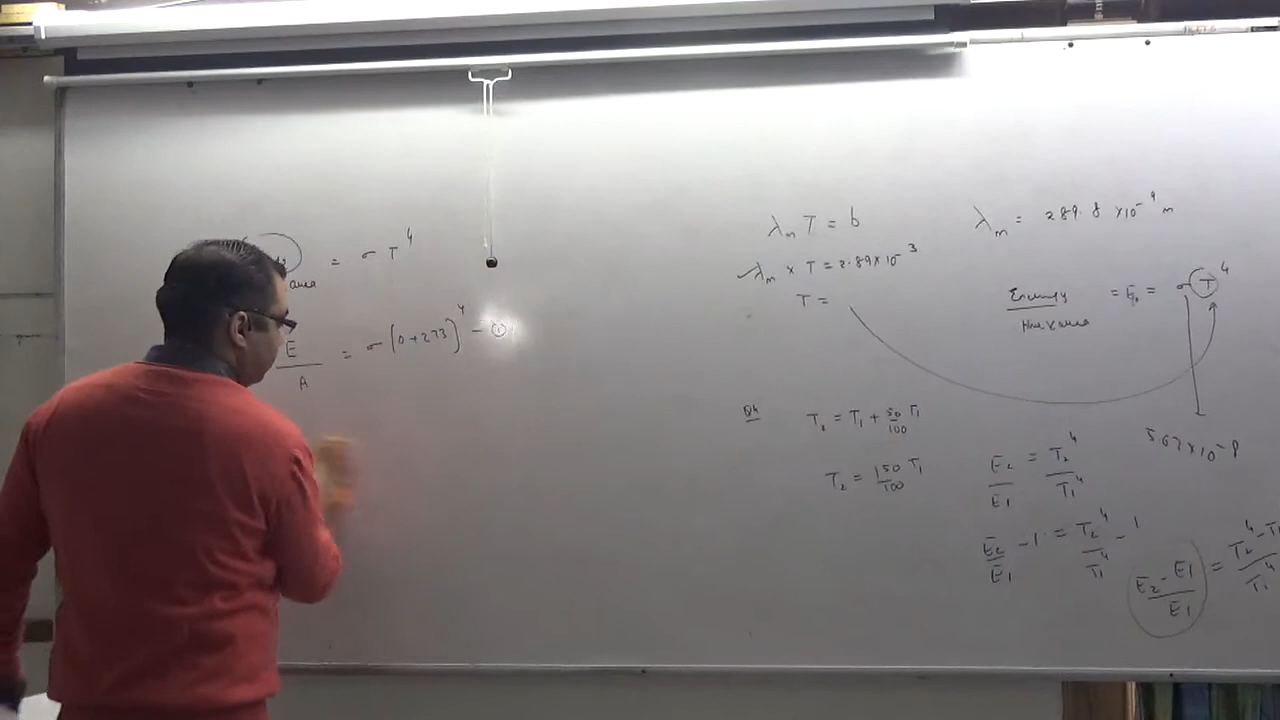 area = σ T⁴
E/A = σ (0+273)⁴ - ①
λm T = b
λm × T = 2.89×10⁻³
T =
λm = 289.8 ×10⁻⁹ m
Energy / time×area = E = σ T⁴
5.67×10⁻⁸
T₂ = T₁ + 50/100 T₁
T₂ = 150/100 T₁
E₂/E₁ = T₂⁴/T₁⁴
E₂/E₁ - 1 = T₂⁴/T₁⁴ - 1
E₂ - E₁/E₁ = T₂⁴ - T₁/T₁⁴